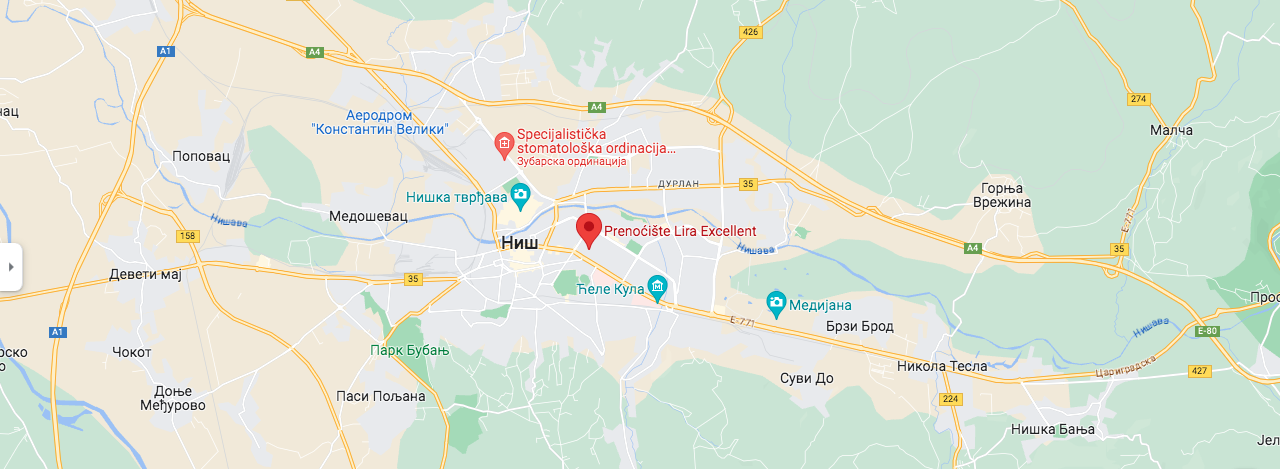 426
A1
A4
274
A4
нац
Аеродром
"Константин Велики"
Малча
Specijalistička
stomatološka ordinacija...
Зубарска ординација
Поповац
ДУРЛАН
35
Нишка тврђава
Горња
Врежина
Медошевац
Нишава
E-771
158
Prenoćište Lira Excellent
Ниш
Нишава
A4
35
Девети мај
35
Ћеле Кула
Прос
Медијана
E-771
Брзи Брод
Нишава
A1
E-80
рско
о
Чокот
Парк Бубањ
Никола Тесла
Цариградска
427
Суви До
Доње
Међурово
Паси Пољана
224
Нишка Бања
Јел